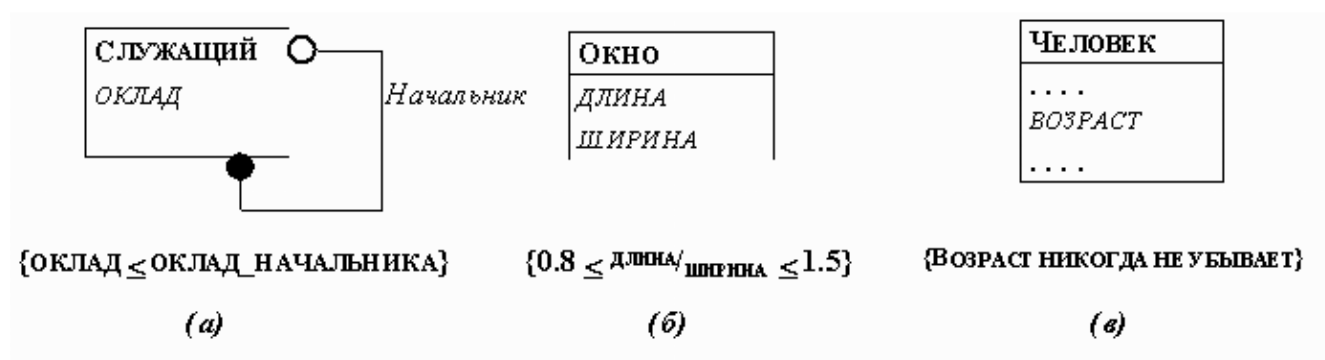 СЛУЖАЩИЙ
ОКЛАД
Начальник
{ОКЛАД ≤ ОКЛАД_НАЧАЛЬНИКА}
(а)
ОКНО
ДЛИНА
ШИРИНА
{0.8 ≤ ДЛИНА/ШИРИНА ≤1.5}
(б)
ЧЕЛОВЕК
. . . .
ВОЗРАСТ
. . . .
{ВОЗРАСТ НИКОГДА НЕ УБЫВАЕТ}
(в)